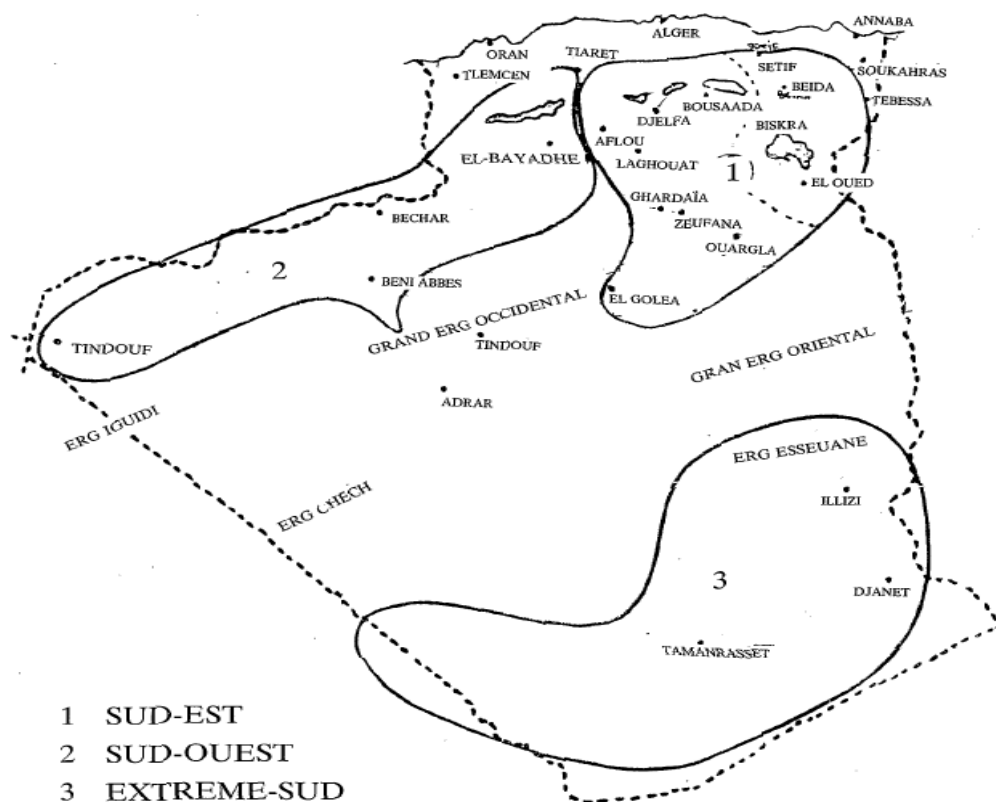 ANNABA
ALGER
ORAN
TIARET
SETIF
SOUKAHRAS
TLEMCEN
BEIDA
TEBESSA
BOUSAADA
DJELFA
BISKRA
AFLOU
EL-BAYADHE
LAGHOUAT
1
EL OUED
GHARDAÏA
BECHAR
ZEUFANA
OUARGLA
2
BENI ABBES
EL GOLEA
GRAND ERG OCCIDENTAL
TINDOUF
TINDOUF
GRAN ERG ORIENTAL
ADRAR
ERG IGUIDI
ERG ESSEUANE
ERG CHECH
ILLIZI
3
DJANET
TAMANRASSET
1 SUD-EST
2 SUD-OUEST
3 EXTREME-SUD